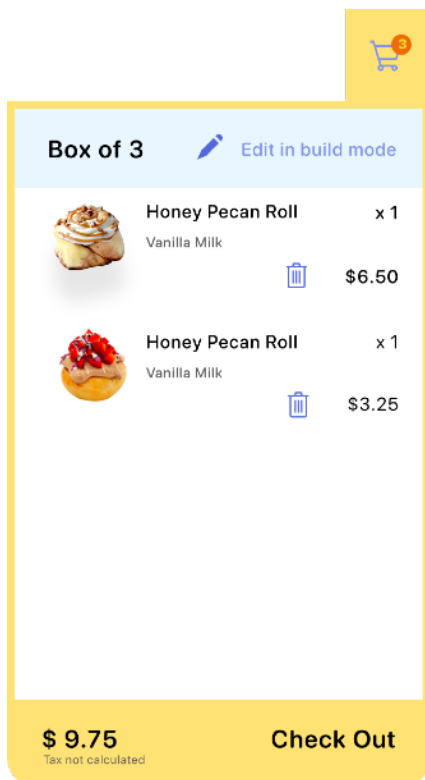 3
Box of 3 Edit in build mode
Honey Pecan Roll x 1
Vanilla Milk
$6.50
Honey Pecan Roll x 1
Vanilla Milk
$3.25
$ 9.75 Check Out
Tax not calculated